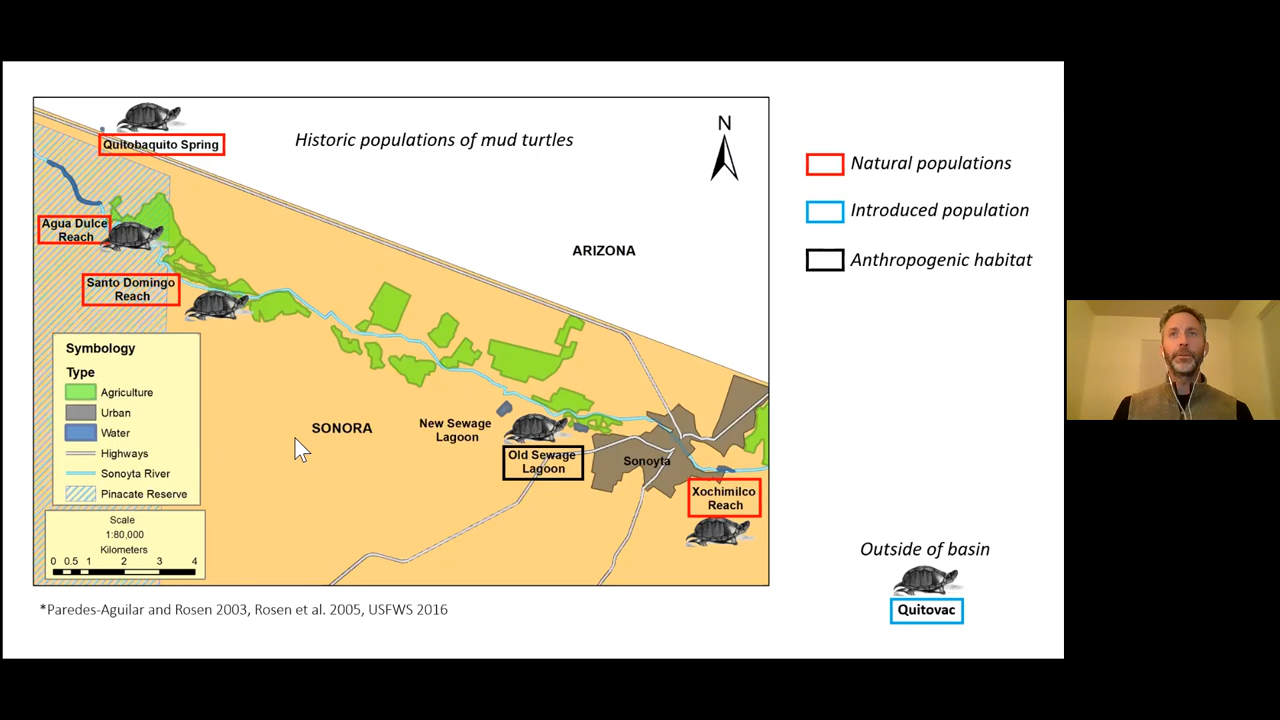 Historic populations of mud turtles
N
Quitobaquito Spring
Agua Dulce
Reach
Santo Domingo
Reach
ARIZONA
SONORA
New Sewage
Lagoon
Old Sewage
Lagoon
Sonoyta
Xochimilco
Reach
Symbology
Type
Agriculture
Urban
Water
Highways
Sonoyta River
Pinacate Reserve
Scale
1:80,000
Kilometers
0 0.5 1 2 3 4
Natural populations
Introduced population
Anthropogenic habitat
Outside of basin
Quitovac
*Paredes-Aguilar and Rosen 2003, Rosen et al. 2005, USFWS 2016